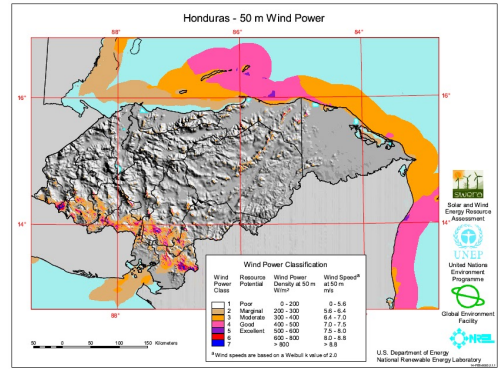 Honduras - 50 m Wind Power
88°
86°
16°
16°
14°
14°
88°
86°
SWERA
Solar and Wind
Energy Resource
Assessment
UNEP
United Nations
Environment
Programme
Global Environment
Facility
NREL
U.S. Department of Energy
National Renewable Energy Laboratory
Wind Power Classification
Wind Power Class Resource Potential Wind Power Density at 50 m W/m² Wind Speedª at 50 m m/s
1 Poor 0 - 200 0 - 5.6
2 Marginal 200 - 300 5.6 - 6.4
3 Moderate 300 - 400 6.4 - 7.0
4 Good 400 - 500 7.0 - 7.5
5 Excellent 500 - 600 7.5 - 8.0
6 600 - 800 8.0 - 8.8
7 > 800 > 8.8
ª Wind speeds are based on a Weibull k value of 2.0
50 0 50 100 150 Kilometers